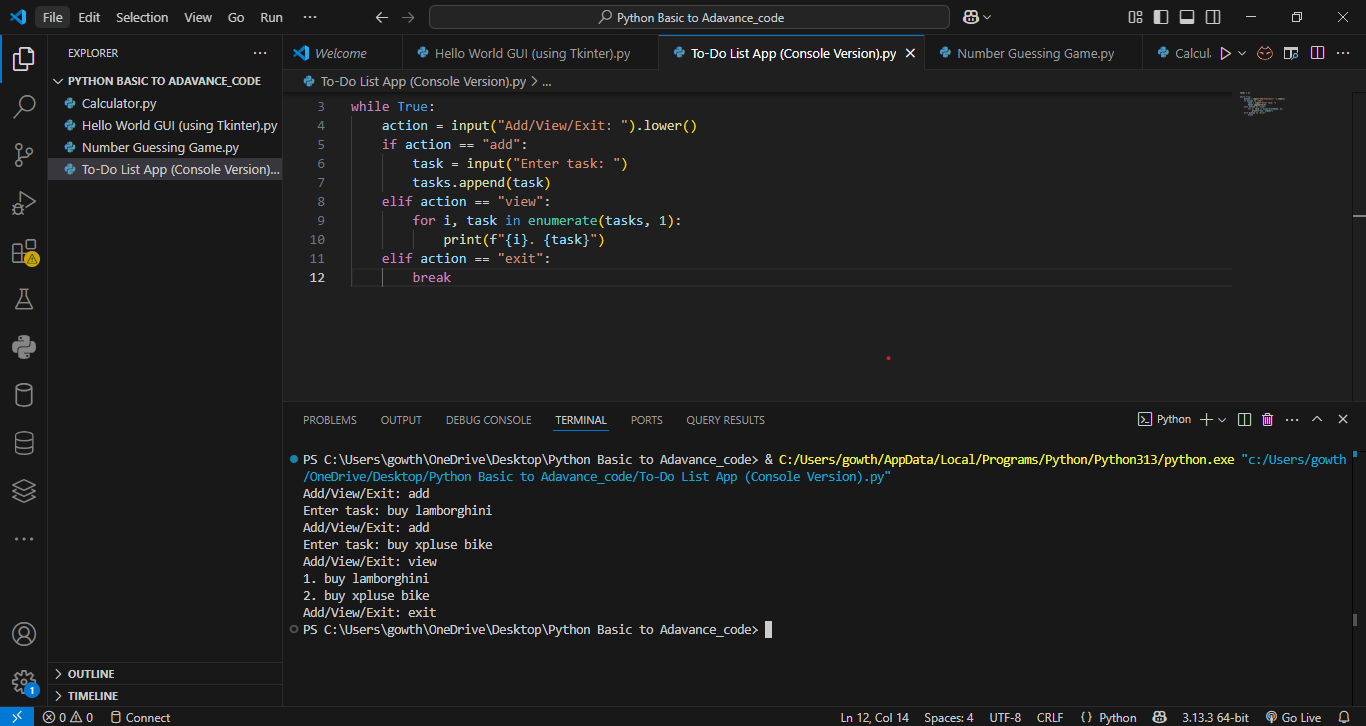 File Edit Selection View Go Run ··· Python Basic to Adavance_code
EXPLORER ···
PYTHON BASIC TO ADAVANCE_CODE
Calculator.py
Hello World GUI (using Tkinter).py
Number Guessing Game.py
To-Do List App (Console Version)...
OUTLINE
TIMELINE
Welcome Hello World GUI (using Tkinter).py To-Do List App (Console Version).py Number Guessing Game.py Calcul
To-Do List App (Console Version).py > ...
3 while True:
4 action = input("Add/View/Exit: ").lower()
5 if action == "add":
6 task = input("Enter task: ")
7 tasks.append(task)
8 elif action == "view":
9 for i, task in enumerate(tasks, 1):
10 print(f"{i}. {task}")
11 elif action == "exit":
12 break
PROBLEMS OUTPUT DEBUG CONSOLE TERMINAL PORTS QUERY RESULTS Python
PS C:\Users\gowth\OneDrive\Desktop\Python Basic to Adavance_code> & C:/Users/gowth/AppData/Local/Programs/Python/Python313/python.exe "c:/Users/gowth
/OneDrive/Desktop/Python Basic to Adavance_code/To-Do List App (Console Version).py"
Add/View/Exit: add
Enter task: buy lamborghini
Add/View/Exit: add
Enter task: buy xpluse bike
Add/View/Exit: view
1. buy lamborghini
2. buy xpluse bike
Add/View/Exit: exit
PS C:\Users\gowth\OneDrive\Desktop\Python Basic to Adavance_code>
1
0 0 Connect Ln 12, Col 14 Spaces: 4 UTF-8 CRLF {} Python 3.13.3 64-bit Go Live